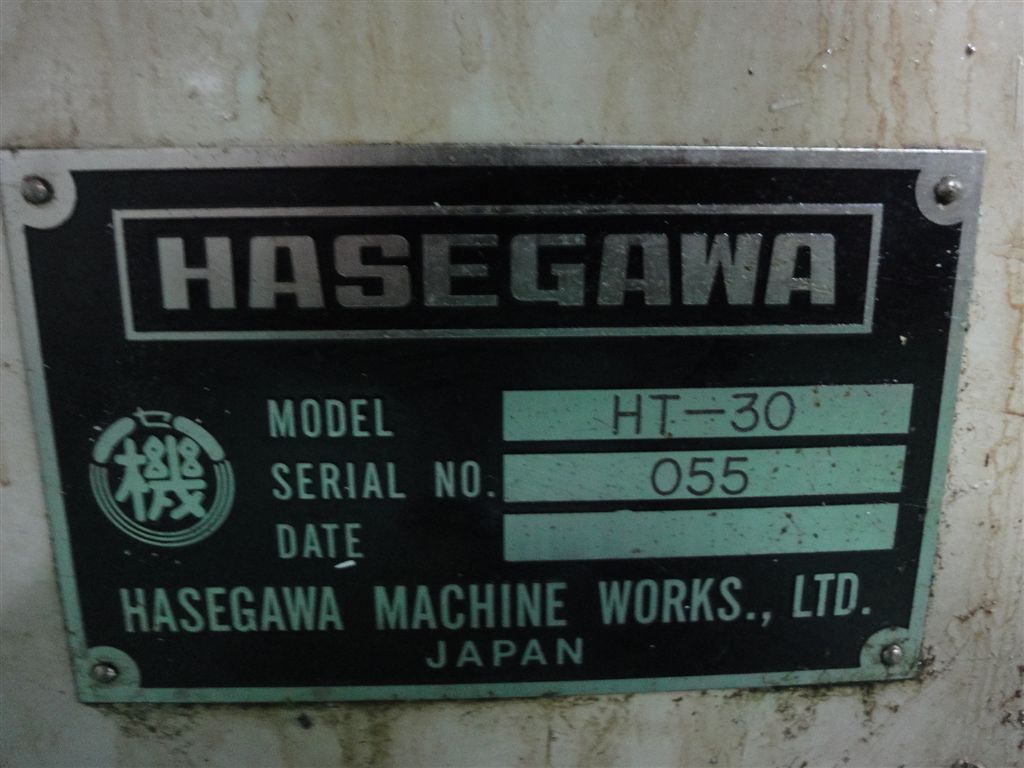 HASEGAWA
MODEL HT-30
SERIAL NO. 055
DATE
機
HASEGAWA MACHINE WORKS., LTD.
JAPAN